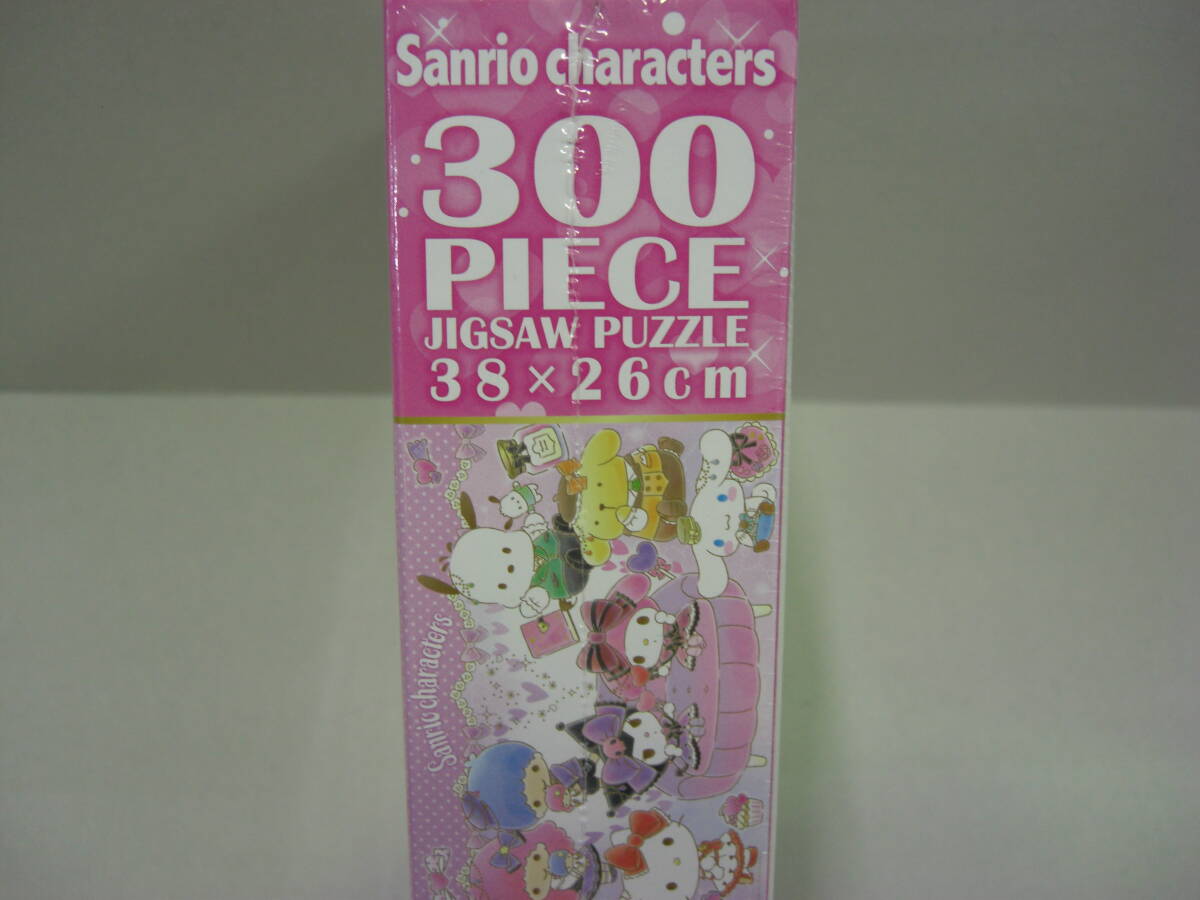 Sanrio characters
300
PIECE
JIGSAW PUZZLE
38×26cm
Sanrio characters